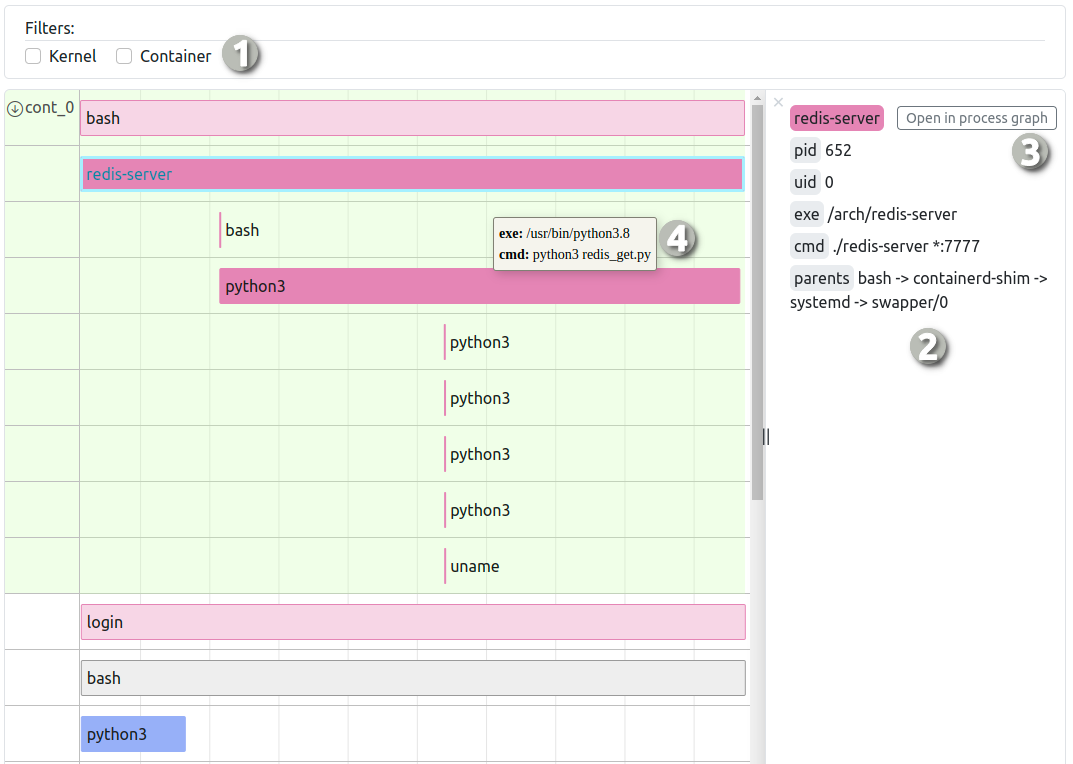 Filters:
Kernel Container 1
cont_0
bash
redis-server
bash
python3
python3
python3
python3
python3
uname
login
bash
python3
exe: /usr/bin/python3.8
cmd: python3 redis_get.py
4
redis-server Open in process graph
3
pid 652
uid 0
exe /arch/redis-server
cmd ./redis-server *:7777
parents bash -> containerd-shim ->
systemd -> swapper/0
2